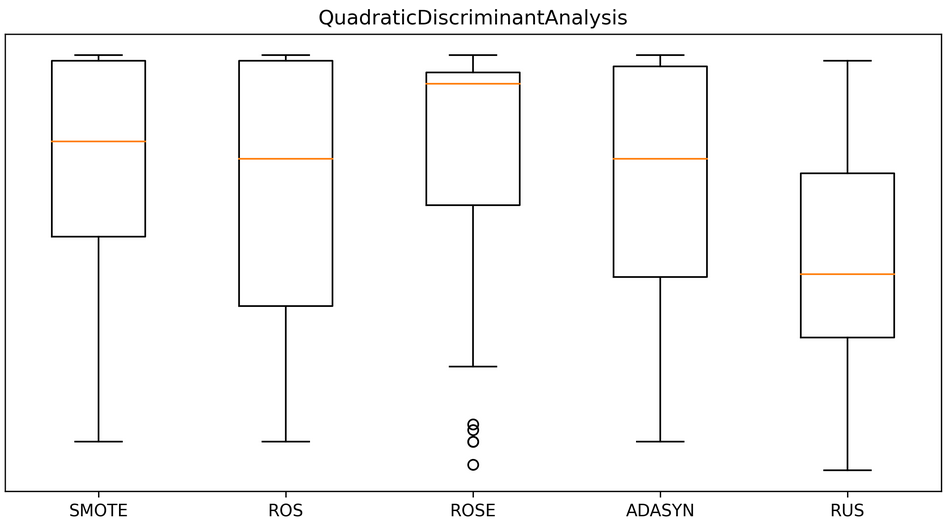 QuadraticDiscriminantAnalysis
SMOTE ROS ROSE ADASYN RUS